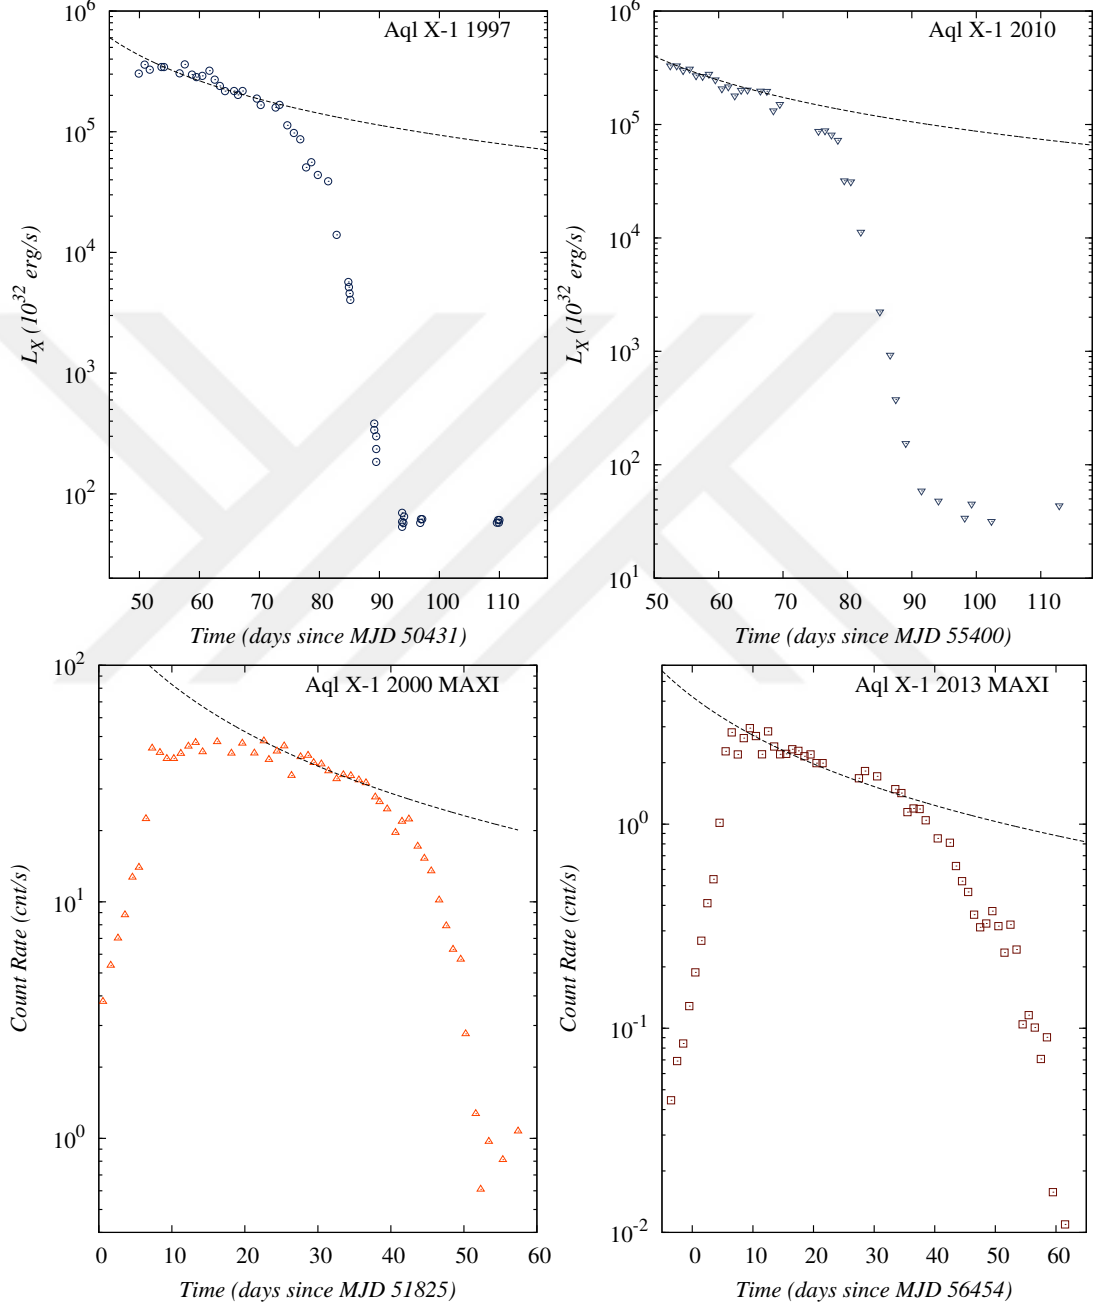 Aql X-1 1997
10^6
10^5
10^4
10^3
10^2
L_X (10^32 erg/s)
50 60 70 80 90 100 110
Time (days since MJD 50431)
Aql X-1 2010
10^6
10^5
10^4
10^3
10^2
10^1
L_X (10^32 erg/s)
50 60 70 80 90 100 110
Time (days since MJD 55400)
Aql X-1 2000 MAXI
10^2
10^1
10^0
Count Rate (cnt/s)
0 10 20 30 40 50 60
Time (days since MJD 51825)
Aql X-1 2013 MAXI
10^0
10^-1
10^-2
Count Rate (cnt/s)
0 10 20 30 40 50 60
Time (days since MJD 56454)